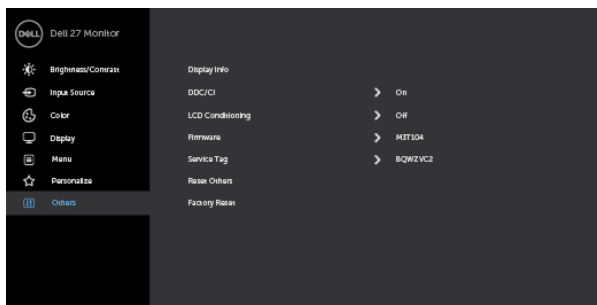 DELL Dell 27 Monitor
Brightness/Contrast
Display Info
Input Source
DDC/CI On
Color
LCD Conditioning Off
Display
Firmware M3T104
Menu
Service Tag BQWZVC2
Personalize
Reset Others
Others
Factory Reset